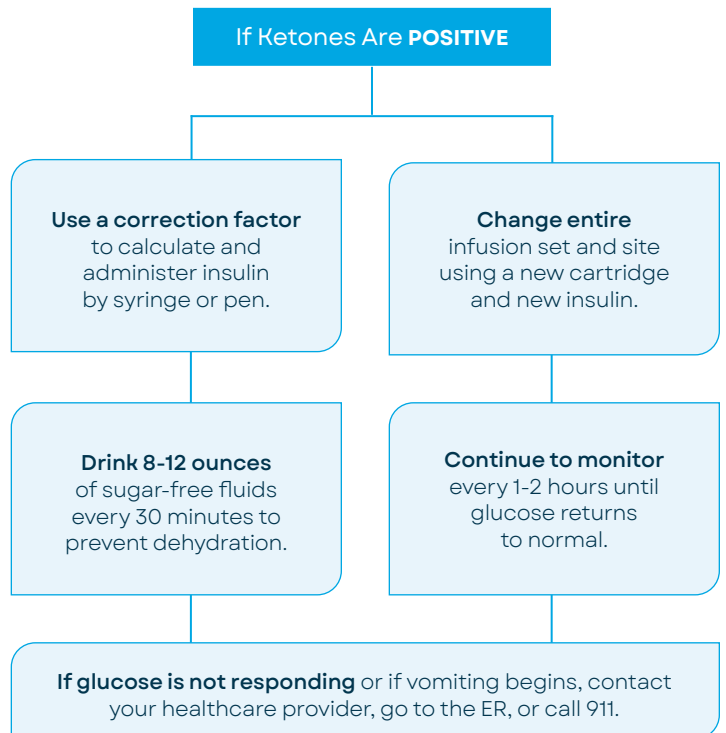 If Ketones Are POSITIVE
Use a correction factor
to calculate and
administer insulin
by syringe or pen.
Change entire
infusion set and site
using a new cartridge
and new insulin.
Drink 8-12 ounces
of sugar-free fluids
every 30 minutes to
prevent dehydration.
Continue to monitor
every 1-2 hours until
glucose returns
to normal.
If glucose is not responding or if vomiting begins, contact
your healthcare provider, go to the ER, or call 911.